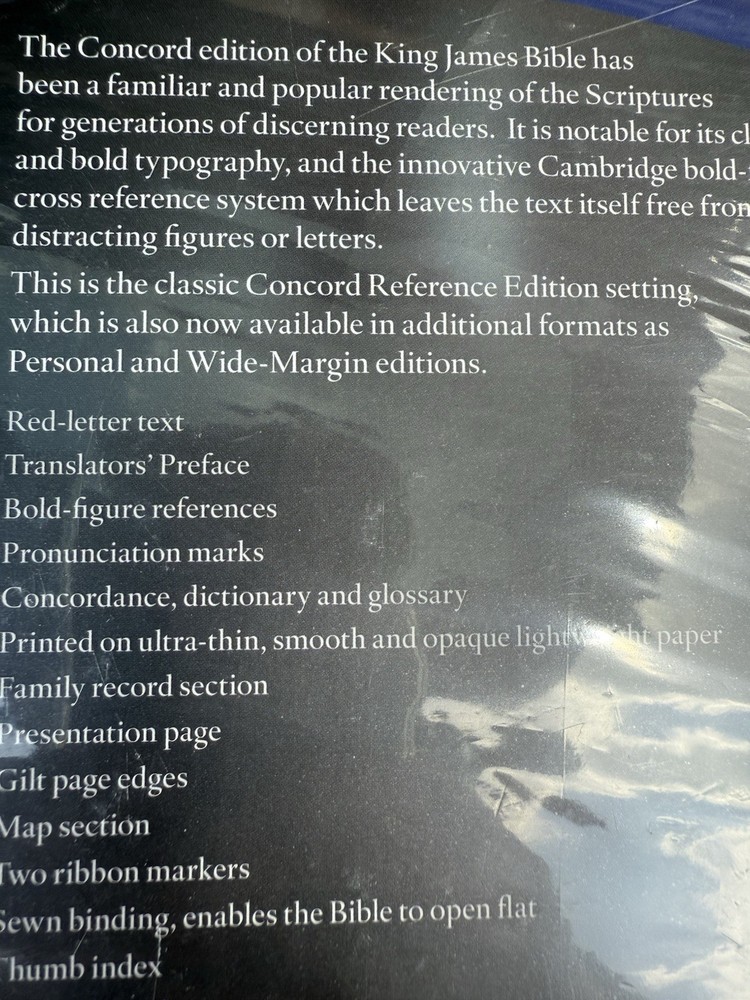 The Concord edition of the King James Bible has
been a familiar and popular rendering of the Scriptures
for generations of discerning readers. It is notable for its
and bold typography, and the innovative Cambridge bold-
cross reference system which leaves the text itself free from
distracting figures or letters.
This is the classic Concord Reference Edition setting,
which is also now available in additional formats as
Personal and Wide-Margin editions.
Red-letter text
Translators' Preface
Bold-figure references
Pronunciation marks
Concordance, dictionary and glossary
Printed on ultra-thin, smooth and opaque lightweight paper
Family record section
Presentation page
Gilt page edges
Map section
Two ribbon markers
Sewn binding, enables the Bible to open flat
Thumb index